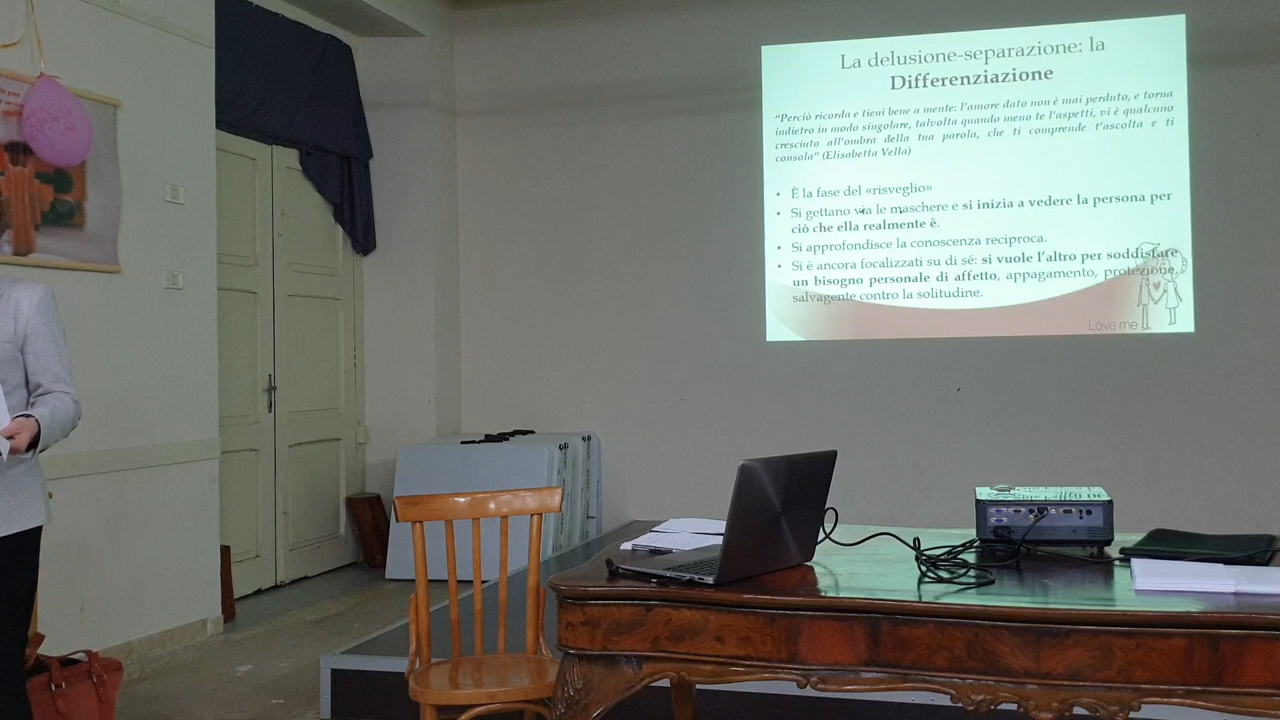 La delusione-separazione: la
Differenziazione
“Perciò ricorda e tieni bene a mente: l’amore dato non è mai perduto, e torna
indietro in modo singolare, talvolta quando meno te l’aspetti, vi è qualcuno
cresciuto all’ombra della tua parola, che ti comprende t’ascolta e ti
consola” (Elisabetta Vella)
• È la fase del «risveglio»
• Si gettano via le maschere e si inizia a vedere la persona per
ciò che ella realmente è.
• Si approfondisce la conoscenza reciproca.
• Si è ancora focalizzati su di sé: si vuole l’altro per soddisfare
un bisogno personale di affetto, appagamento, protezione,
salvagente contro la solitudine.
Love me